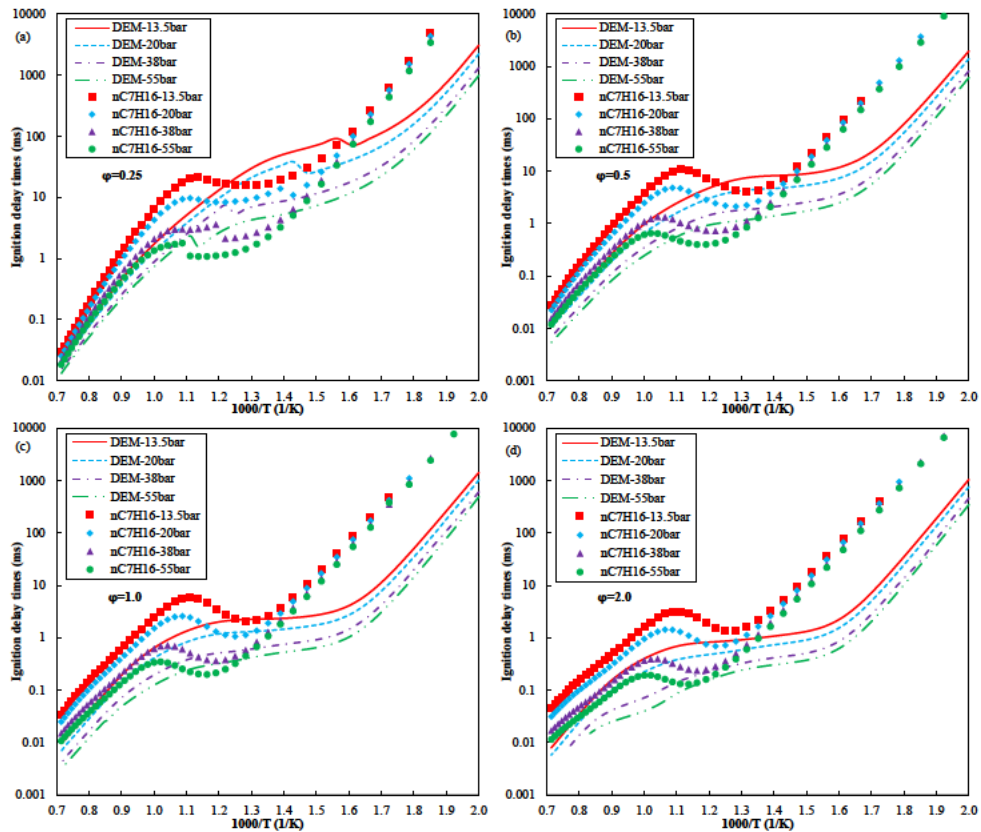 (a)
DEM-13.5bar
DEM-20bar
DEM-38bar
DEM-55bar
nC7H16-13.5bar
nC7H16-20bar
nC7H16-38bar
nC7H16-55bar
φ=0.25
Ignition delay times (ms)
10000
1000
100
10
1
0.1
0.01
0.7 0.8 0.9 1.0 1.1 1.2 1.3 1.4 1.5 1.6 1.7 1.8 1.9 2.0
1000/T (1/K)
(b)
DEM-13.5bar
DEM-20bar
DEM-38bar
DEM-55bar
nC7H16-13.5bar
nC7H16-20bar
nC7H16-38bar
nC7H16-55bar
φ=0.5
Ignition delay times (ms)
10000
1000
100
10
1
0.1
0.01
0.001
0.7 0.8 0.9 1.0 1.1 1.2 1.3 1.4 1.5 1.6 1.7 1.8 1.9 2.0
1000/T (1/K)
(c)
DEM-13.5bar
DEM-20bar
DEM-38bar
DEM-55bar
nC7H16-13.5bar
nC7H16-20bar
nC7H16-38bar
nC7H16-55bar
φ=1.0
Ignition delay times (ms)
10000
1000
100
10
1
0.1
0.01
0.001
0.7 0.8 0.9 1.0 1.1 1.2 1.3 1.4 1.5 1.6 1.7 1.8 1.9 2.0
1000/T (1/K)
(d)
DEM-13.5bar
DEM-20bar
DEM-38bar
DEM-55bar
nC7H16-13.5bar
nC7H16-20bar
nC7H16-38bar
nC7H16-55bar
φ=2.0
Ignition delay times (ms)
10000
1000
100
10
1
0.1
0.01
0.001
0.7 0.8 0.9 1.0 1.1 1.2 1.3 1.4 1.5 1.6 1.7 1.8 1.9 2.0
1000/T (1/K)